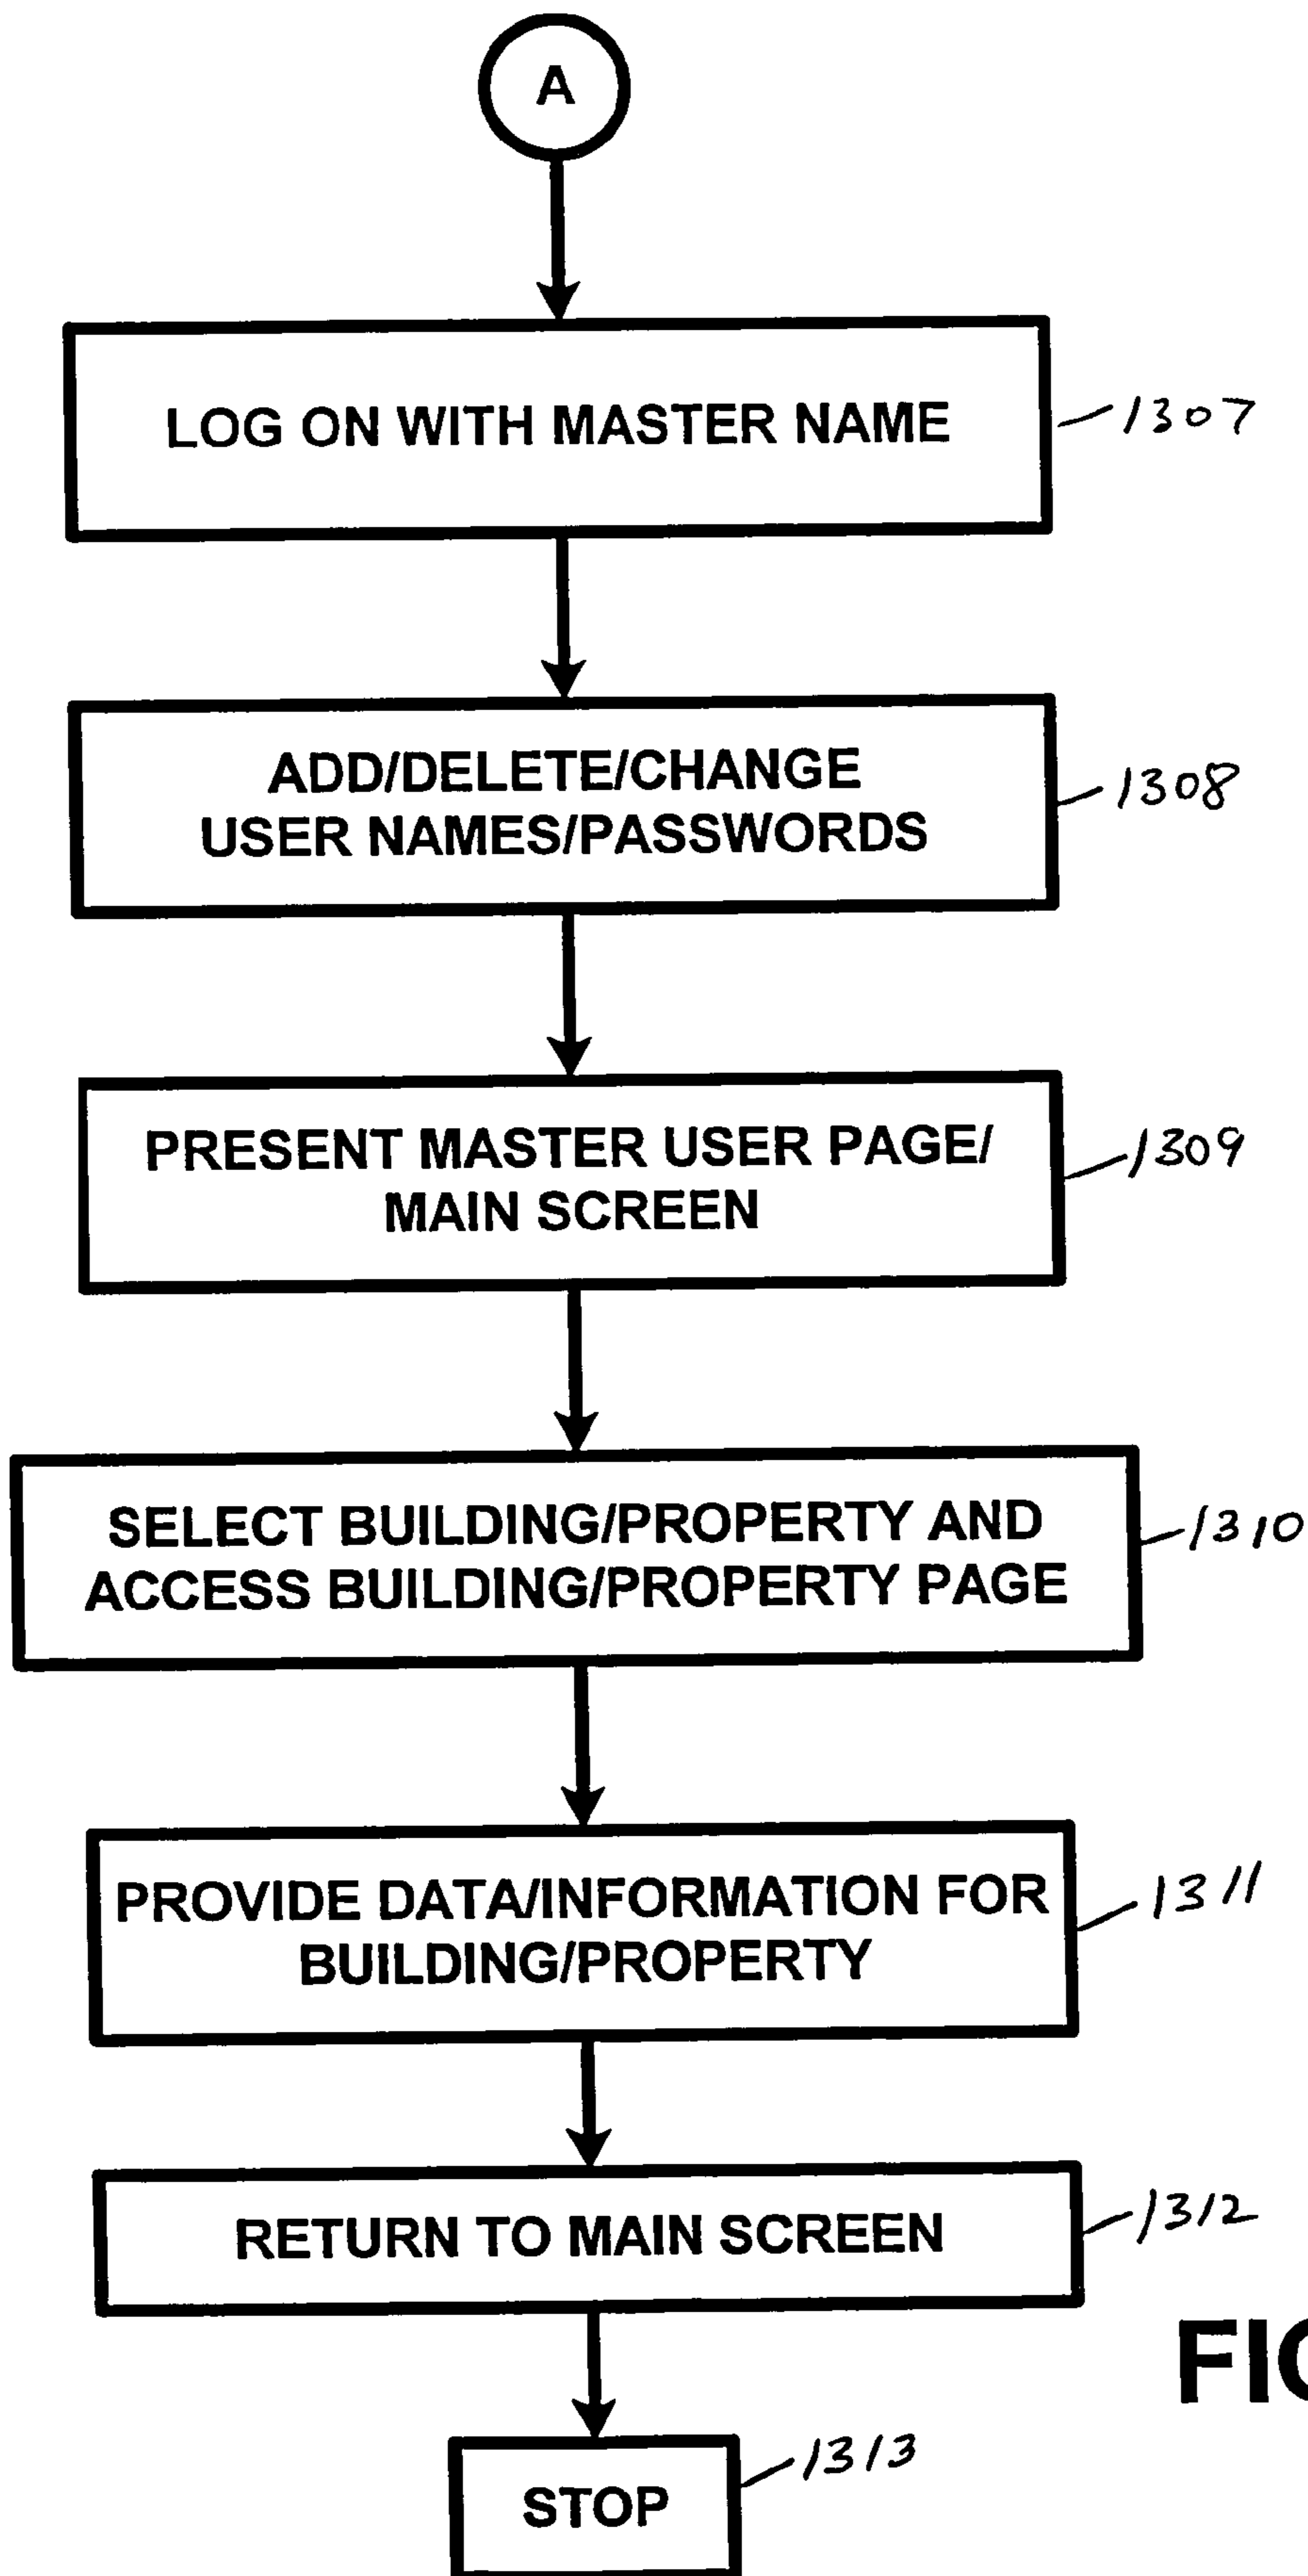 A
LOG ON WITH MASTER NAME
1307
ADD/DELETE/CHANGE
USER NAMES/PASSWORDS
1308
PRESENT MASTER USER PAGE/
MAIN SCREEN
1309
SELECT BUILDING/PROPERTY AND
ACCESS BUILDING/PROPERTY PAGE
1310
PROVIDE DATA/INFORMATION FOR
BUILDING/PROPERTY
1311
RETURN TO MAIN SCREEN
1312
STOP
1313